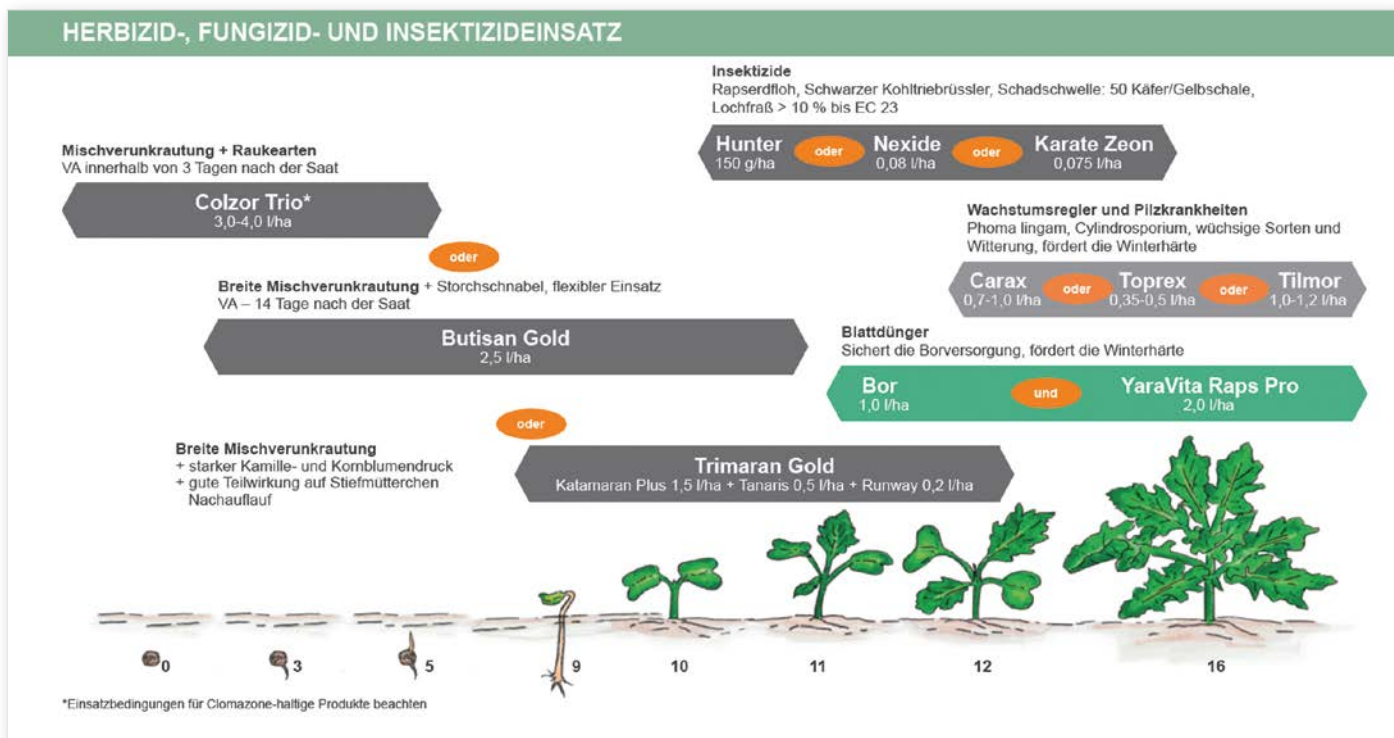 HERBIZID-, FUNGIZID- UND INSEKTIZIDEINSATZ
Insektizide
Rapserdfloh, Schwarzer Kohltriebrüssler, Schadschwelle: 50 Käfer/Gelbschale,
Lochfraß > 10 % bis EC 23
Hunter
150 g/ha
oder
Nexide
0,08 l/ha
oder
Karate Zeon
0,075 l/ha
Mischverunkrautung + Raukearten
VA innerhalb von 3 Tagen nach der Saat
Colzor Trio*
3,0-4,0 l/ha
oder
Wachstumsregler und Pilzkrankheiten
Phoma lingam, Cylindrosporium, wüchsige Sorten und
Witterung, fördert die Winterhärte
Carax
0,7-1,0 l/ha
oder
Toprex
0,35-0,5 l/ha
oder
Tilmor
1,0-1,2 l/ha
Breite Mischverunkrautung + Storchschnabel, flexibler Einsatz
VA – 14 Tage nach der Saat
Butisan Gold
2,5 l/ha
Blattdünger
Sichert die Borversorgung, fördert die Winterhärte
Bor
1,0 l/ha
und
YaraVita Raps Pro
2,0 l/ha
oder
Breite Mischverunkrautung
+ starker Kamille- und Kornblumendruck
+ gute Teilwirkung auf Stiefmütterchen
Nachauflauf
Trimaran Gold
Katamaran Plus 1,5 l/ha + Tanaris 0,5 l/ha + Runway 0,2 l/ha
0
3
5
9
10
11
12
16
*Einsatzbedingungen für Clomazone-haltige Produkte beachten